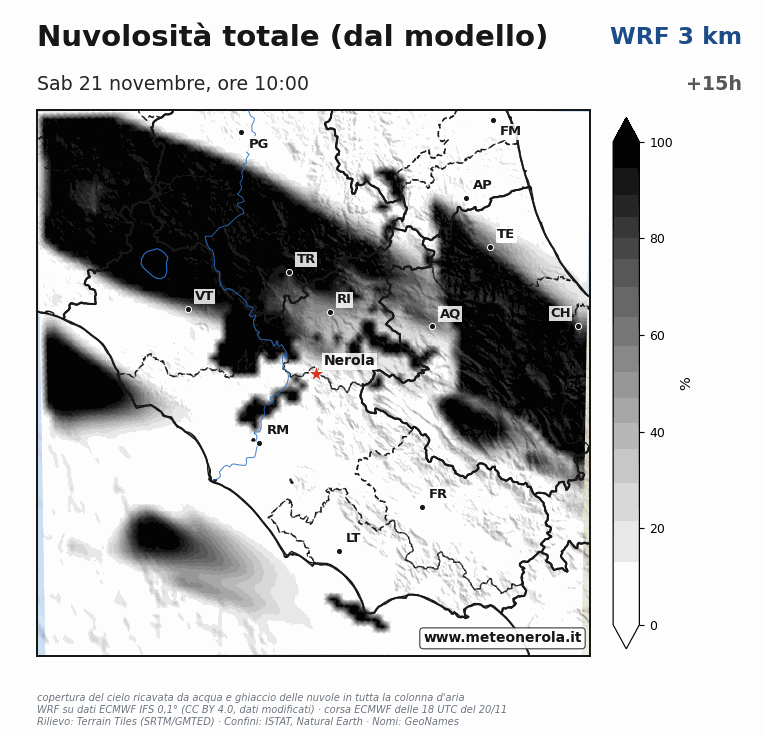 Nuvolosità totale (dal modello)
WRF 3 km
Sab 21 novembre, ore 10:00
+15h
PG
FM
AP
TE
TR
VT
RI
AQ
CH
Nerola
RM
FR
LT
www.meteonerola.it
100
80
60
40
20
0
%
copertura del cielo ricavata da acqua e ghiaccio delle nuvole in tutta la colonna d'aria
WRF su dati ECMWF IFS 0,1° (CC BY 4.0, dati modificati) · corsa ECMWF delle 18 UTC del 20/11
Rilievo: Terrain Tiles (SRTM/GMTED) · Confini: ISTAT, Natural Earth · Nomi: GeoNames